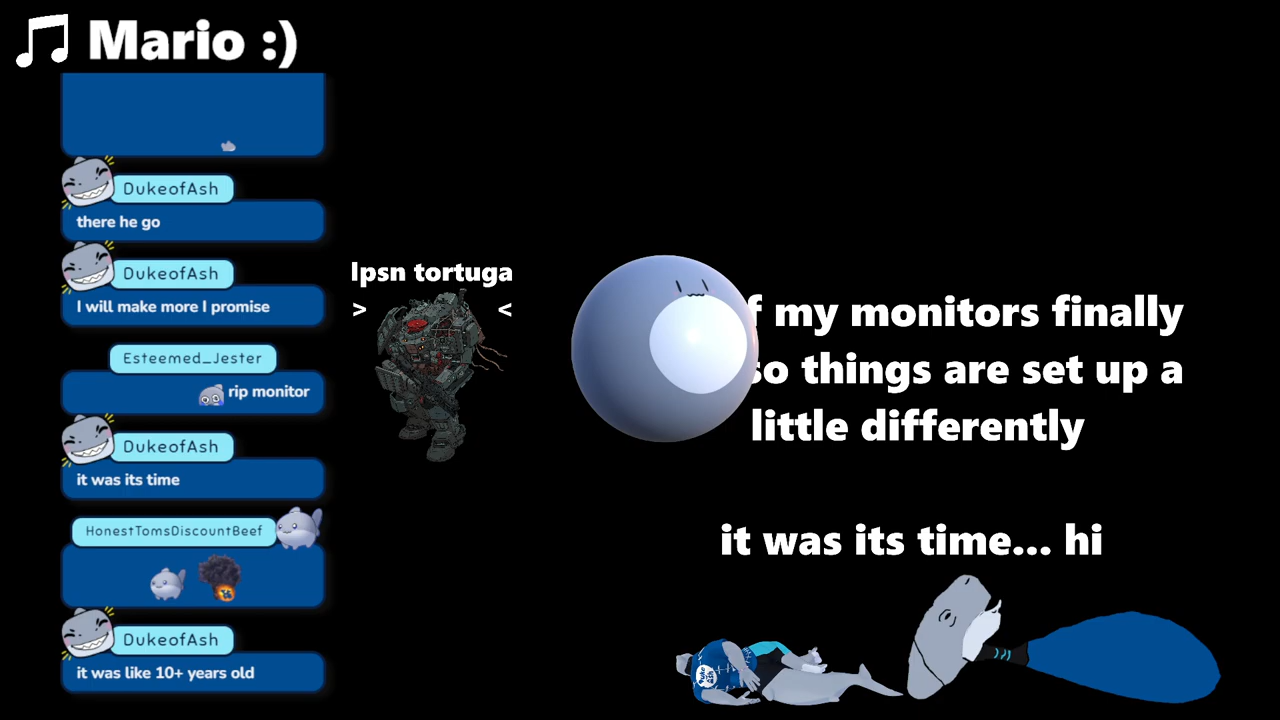 Mario :)
DukeofAsh
there he go
DukeofAsh
I will make more I promise
Esteemed_Jester
rip monitor
DukeofAsh
it was its time
HonestTomsDiscountBeef
DukeofAsh
it was like 10+ years old
lpsn tortuga
> <
my monitors finally
so things are set up a
little differently
it was its time... hi